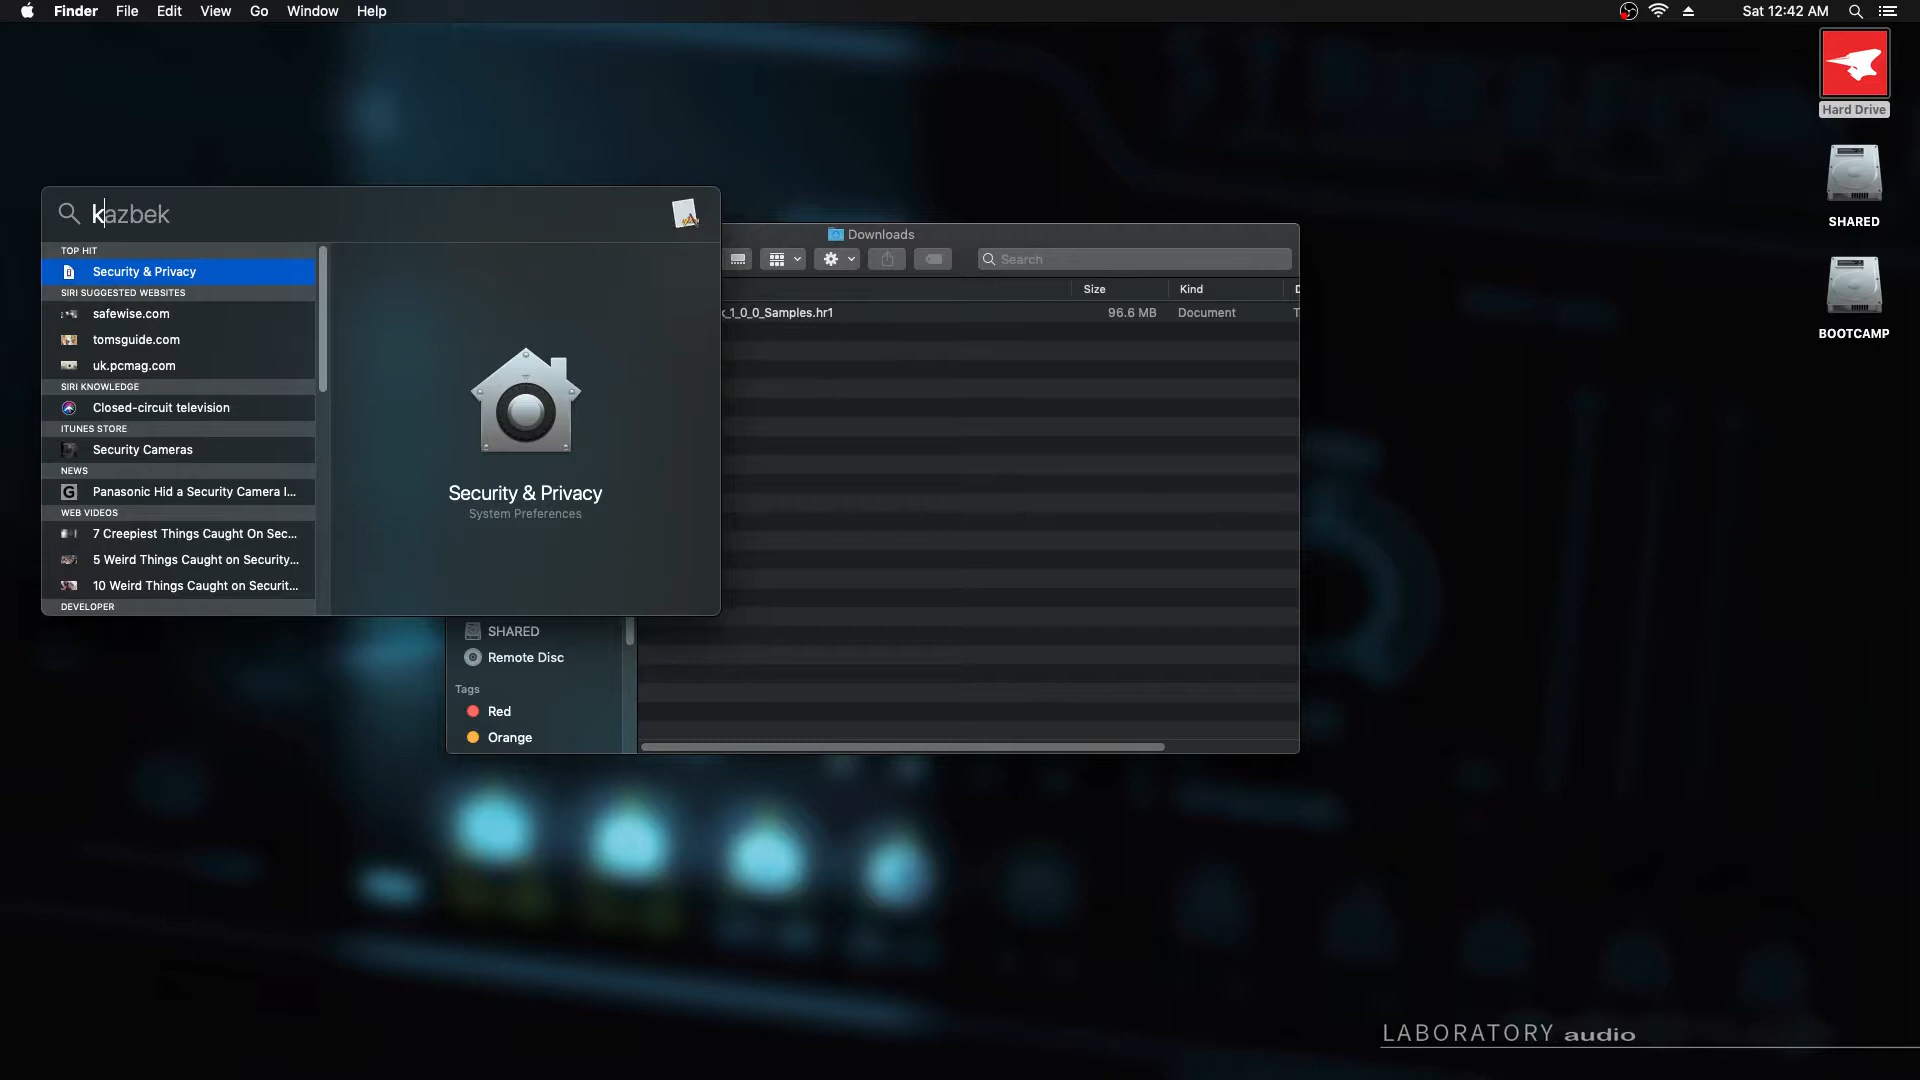 Finder File Edit View Go Window Help
Sat 12:42 AM
Hard Drive
SHARED
BOOTCAMP
kazbek
TOP HIT
Security & Privacy
SIRI SUGGESTED WEBSITES
safewise.com
tomsguide.com
uk.pcmag.com
SIRI KNOWLEDGE
Closed-circuit television
ITUNES STORE
Security Cameras
NEWS
Panasonic Hid a Security Camera I...
WEB VIDEOS
7 Creepiest Things Caught On Sec...
5 Weird Things Caught on Security...
10 Weird Things Caught on Securit...
DEVELOPER
Security & Privacy
System Preferences
Downloads
Search
Size Kind
_1_0_0_Samples.hr1 96.6 MB Document
SHARED
Remote Disc
Tags
Red
Orange
LABORATORY audio